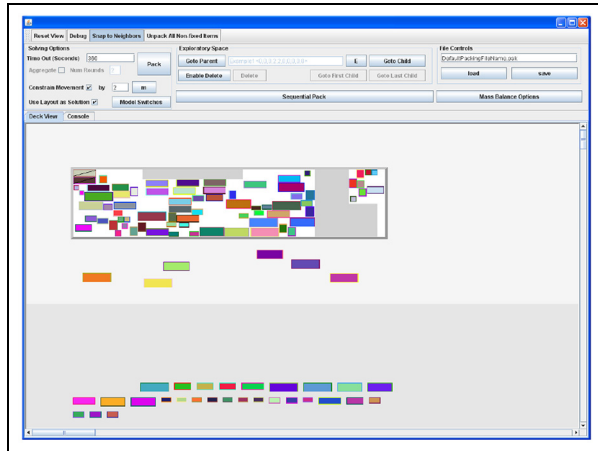 Reset View Debug Snap to Neighbors Unpack All Non-fixed Items
Solving Options Exploratory Space File Controls
Time Out (Seconds) 300 Pack Goto Parent E Goto Child DefaultPackingFileName.pak
Aggregate Num Rounds Enable Delete Delete Goto First Child Goto Last Child load save
Constrain Movement by 2 in
Use Layout as Solution Model Switches Sequential Pack Mass Balance Options
Deck View Console